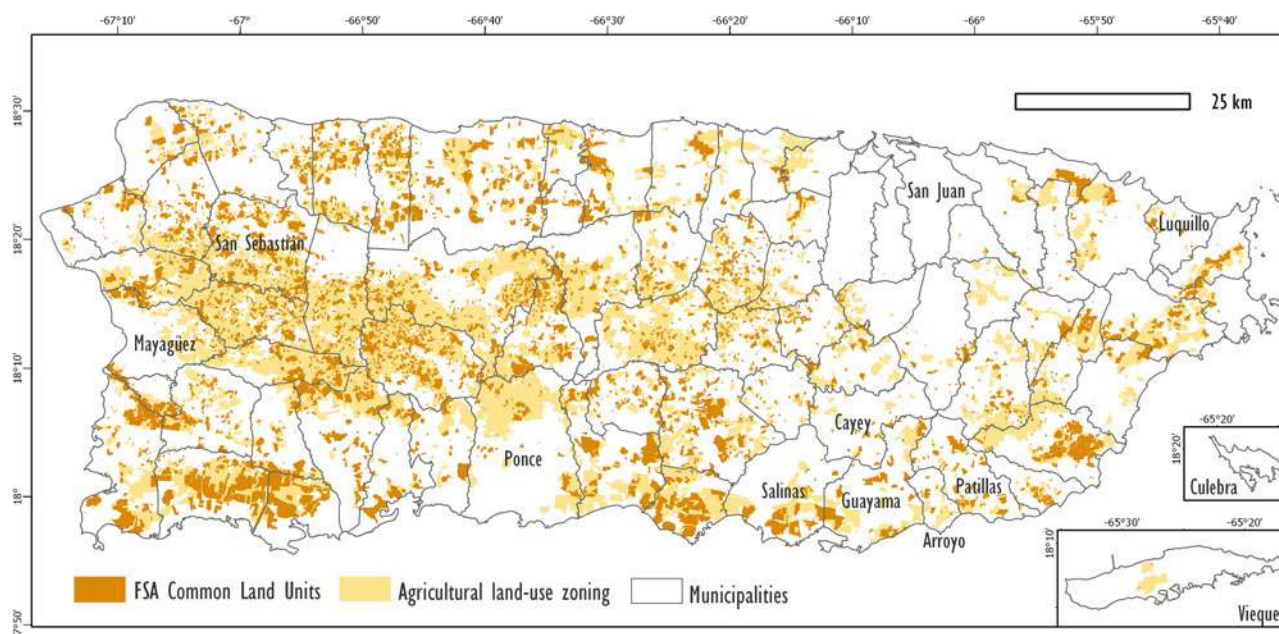 -67°10' -67° -66°50' -66°40' -66°30' -66°20' -66°10' -66° -65°50' -65°40'
18°30'
25 km
San Juan
18°20'
San Sebastián
Luquillo
Mayagüez
18°10'
Cayey
-65°20'
18°20'
Ponce
Culebra
18°
Salinas
Guayama
Patillas
Arroyo
-65°30' -65°20'
18°10'
FSA Common Land Units
Agricultural land-use zoning
Municipalities
Vieque
7°50'